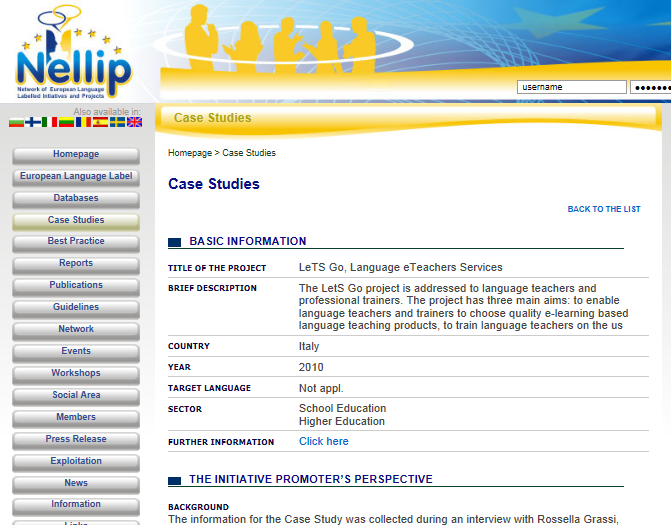 Nellip
Network of European Language
Labelled Initiatives and Projects
username
Also available in:
Case Studies
Homepage
European Language Label
Databases
Case Studies
Best Practice
Reports
Publications
Guidelines
Network
Events
Workshops
Social Area
Members
Press Release
Exploitation
News
Information
Links
Homepage > Case Studies
Case Studies
BACK TO THE LIST
BASIC INFORMATION
TITLE OF THE PROJECT LeTS Go, Language eTeachers Services
BRIEF DESCRIPTION The LetS Go project is addressed to language teachers and
professional trainers. The project has three main aims: to enable
language teachers and trainers to choose quality e-learning based
language teaching products, to train language teachers on the us
COUNTRY Italy
YEAR 2010
TARGET LANGUAGE Not appl.
SECTOR School Education
Higher Education
FURTHER INFORMATION Click here
THE INITIATIVE PROMOTER'S PERSPECTIVE
BACKGROUND
The information for the Case Study was collected during an interview with Rossella Grassi,